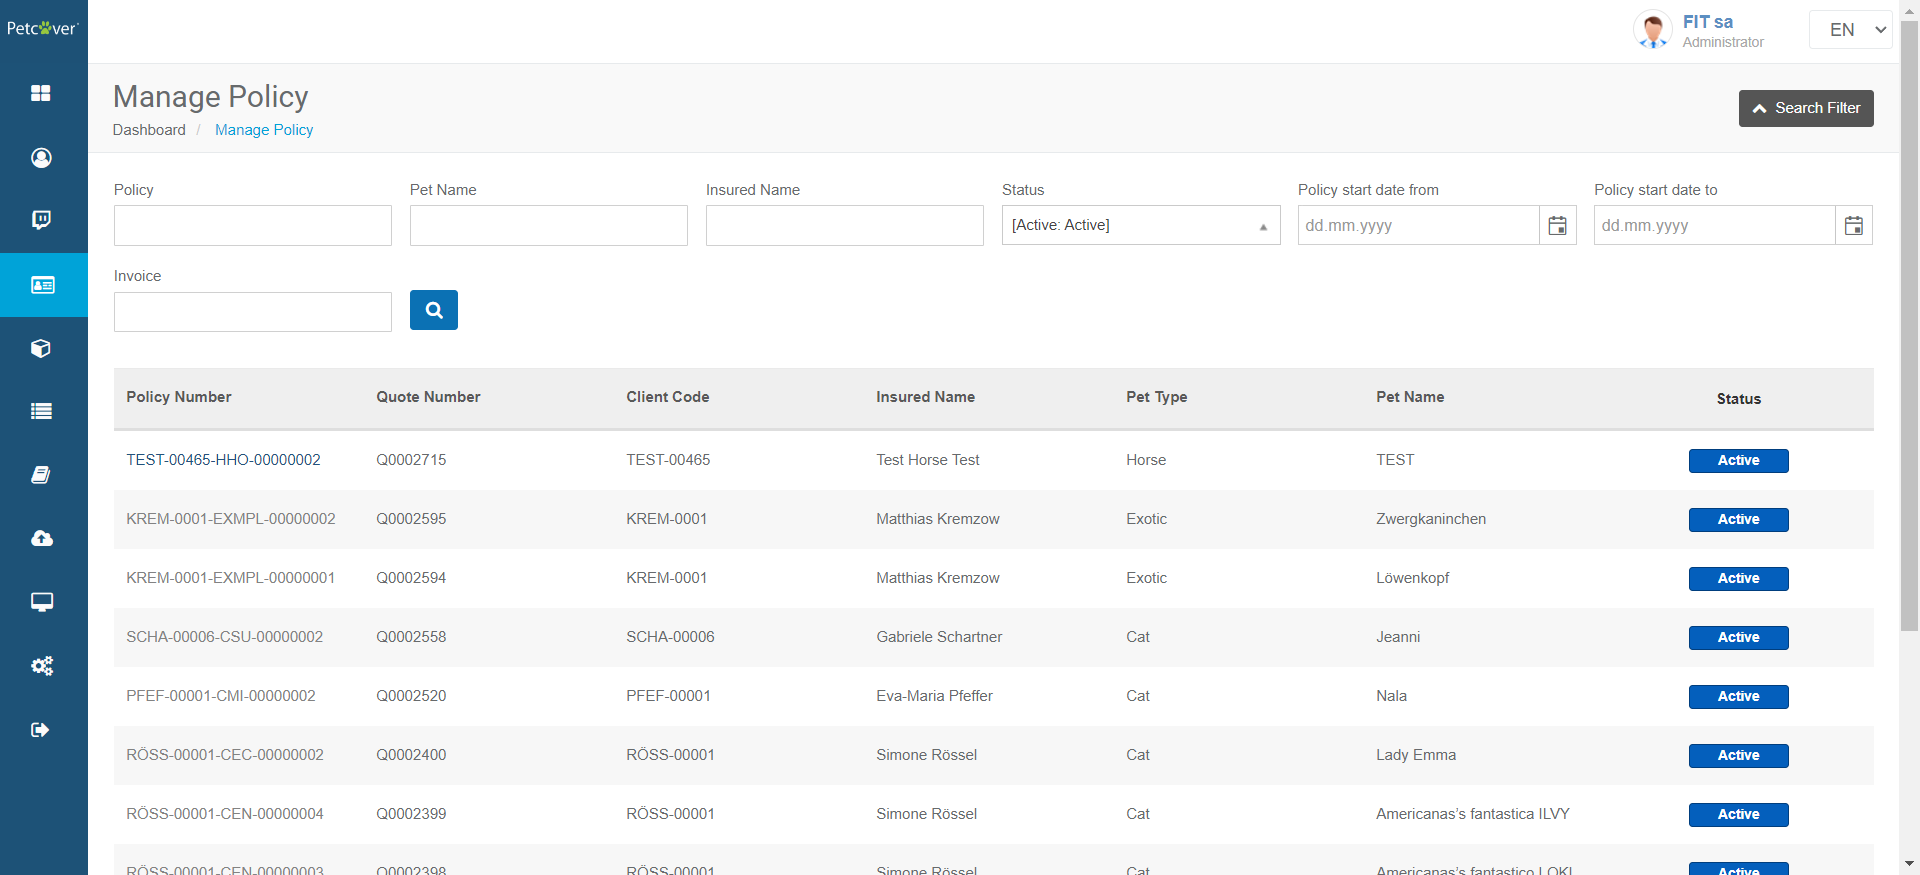 Petcover
FIT sa
Administrator
EN
Manage Policy
Dashboard / Manage Policy
Search Filter
Policy
Pet Name
Insured Name
Status
Policy start date from
Policy start date to
[Active: Active]
dd.mm.yyyy
dd.mm.yyyy
Invoice
Policy Number Quote Number Client Code Insured Name Pet Type Pet Name Status
TEST-00465-HHO-00000002 Q0002715 TEST-00465 Test Horse Test Horse TEST Active
KREM-0001-EXMPL-00000002 Q0002595 KREM-0001 Matthias Kremzow Exotic Zwergkaninchen Active
KREM-0001-EXMPL-00000001 Q0002594 KREM-0001 Matthias Kremzow Exotic Löwenkopf Active
SCHA-00006-CSU-00000002 Q0002558 SCHA-00006 Gabriele Schartner Cat Jeanni Active
PFEF-00001-CMI-00000002 Q0002520 PFEF-00001 Eva-Maria Pfeffer Cat Nala Active
RÖSS-00001-CEC-00000002 Q0002400 RÖSS-00001 Simone Rössel Cat Lady Emma Active
RÖSS-00001-CEN-00000004 Q0002399 RÖSS-00001 Simone Rössel Cat Americanas's fantastica ILVY Active
RÖSS-00001-CEN-00000003 Q0002398 RÖSS-00001 Simone Rössel Cat Americanas's fantastico LOKI Active